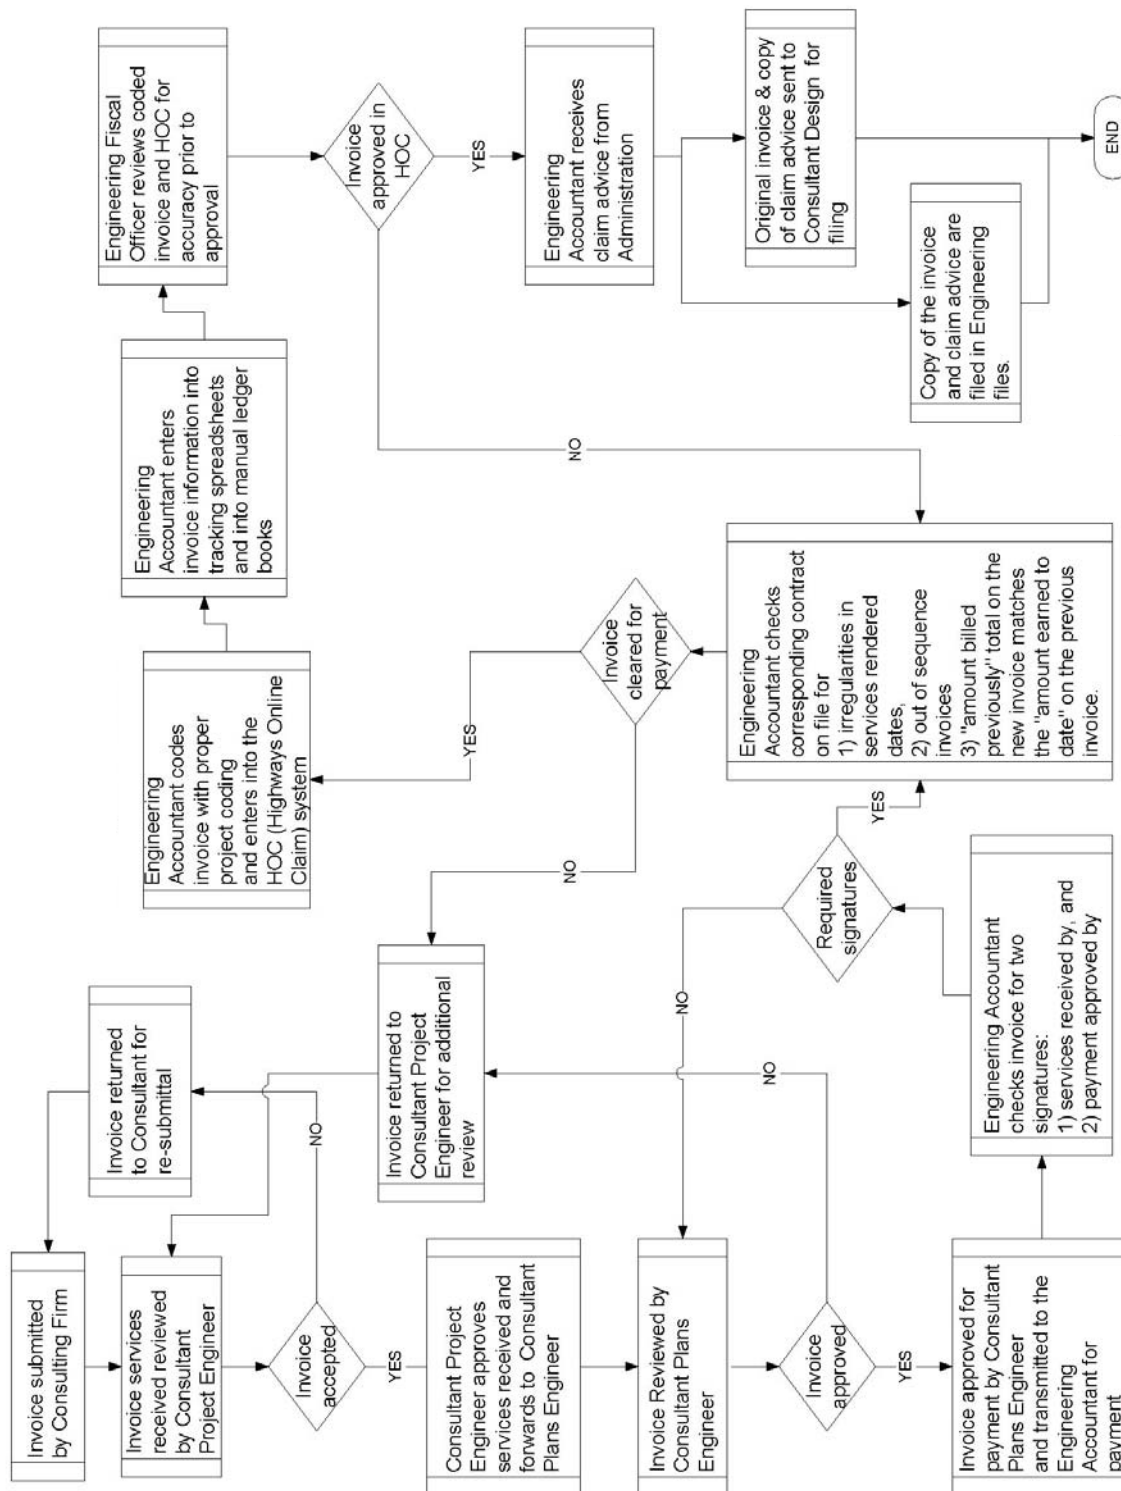 Invoice submitted
by Consulting Firm
Invoice services
received reviewed
by Consultant
Project Engineer
Invoice
accepted
NO
YES
Invoice returned
to Consultant for
re-submittal
Consultant Project
Engineer approves
services received and
forwards to Consultant
Plans Engineer
Invoice Reviewed by
Consultant Plans
Engineer
Invoice
approved
NO
YES
Invoice returned to
Consultant Project
Engineer for additional
review
Invoice approved for
payment by Consultant
Plans Engineer
and transmitted to the
Engineering
Accountant for
payment
Engineering Accountant
checks invoice for two
signatures:
1) services received by, and
2) payment approved by
Required
signatures
NO
YES
Engineering
Accountant checks
corresponding contract
on file for
1) irregularities in
services rendered
dates,
2) out of sequence
invoices
3) "amount billed
previously" total on the
new invoice matches
the "amount earned to
date" on the previous
invoice.
Invoice
cleared for
payment
NO
YES
Engineering
Accountant codes
invoice with proper
project coding
and enters into the
HOC (Highways Online
Claim) system
Engineering
Accountant enters
invoice information into
tracking spreadsheets
and into manual ledger
books
Engineering Fiscal
Officer reviews coded
invoice and HOC for
accuracy prior to
approval
Invoice
approved in
HOC
NO
YES
Engineering
Accountant receives
claim advice from
Administration
Original invoice & copy
of claim advice sent to
Consultant Design for
filing
Copy of the invoice
and claim advice are
filed in Engineering
files.
END